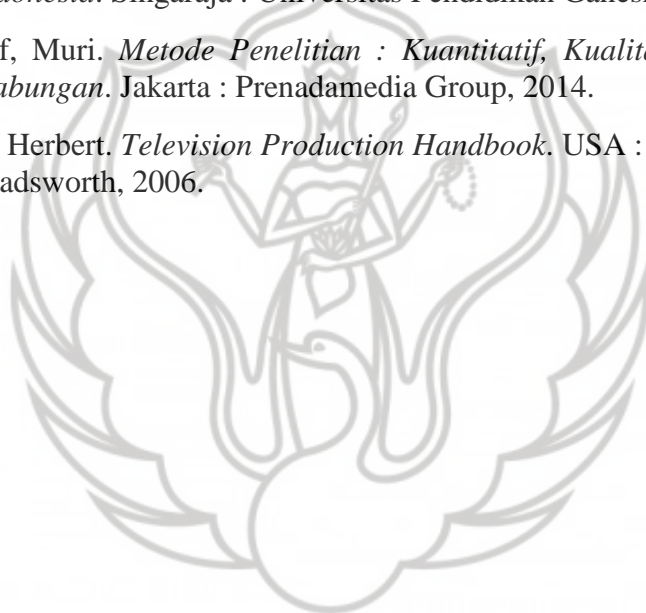 donesia. Singaraja : Universitas Pendidikan Ganes
f, Muri. Metode Penelitian : Kuantitatif, Kualita
abungan. Jakarta : Prenadamedia Group, 2014.
Herbert. Television Production Handbook. USA :
adsworth, 2006.